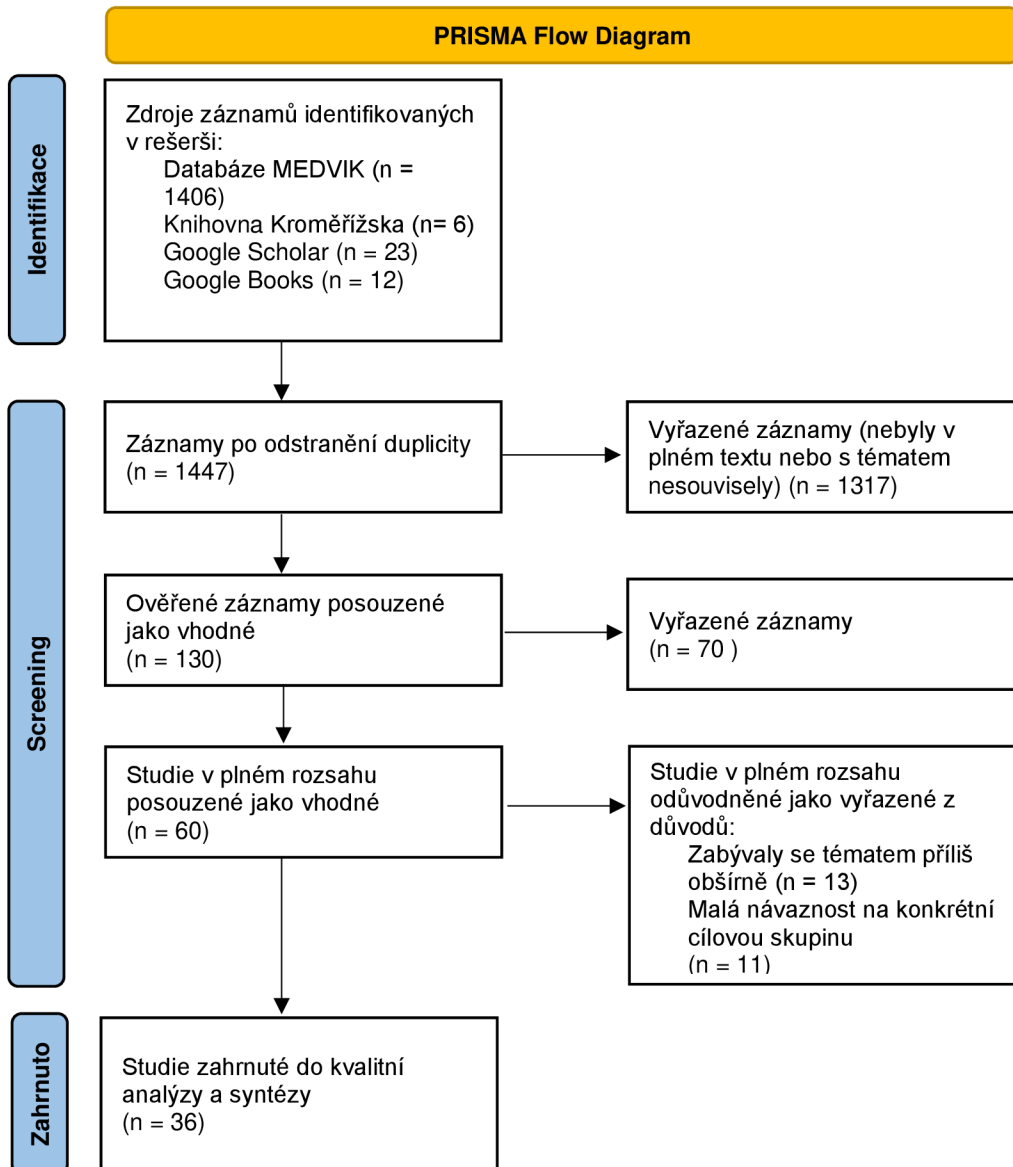 PRISMA Flow Diagram
Identifikace
Zdroje záznamů identifikovaných
v rešerši:
Databáze MEDVIK (n =
1406)
Knihovna Kroměřížska (n= 6)
Google Scholar (n = 23)
Google Books (n = 12)
Screening
Záznamy po odstranění duplicity
(n = 1447)
Vyřazené záznamy (nebyly v
plném textu nebo s tématem
nesouvisely) (n = 1317)
Ověřené záznamy posouzené
jako vhodné
(n = 130)
Vyřazené záznamy
(n = 70 )
Studie v plném rozsahu
posouzené jako vhodné
(n = 60)
Studie v plném rozsahu
odůvodněné jako vyřazené z
důvodů:
Zabývaly se tématem příliš
obšírně (n = 13)
Malá návaznost na konkrétní
cílovou skupinu
(n = 11)
Zahrnuto
Studie zahrnuté do kvalitní
analýzy a syntézy
(n = 36)